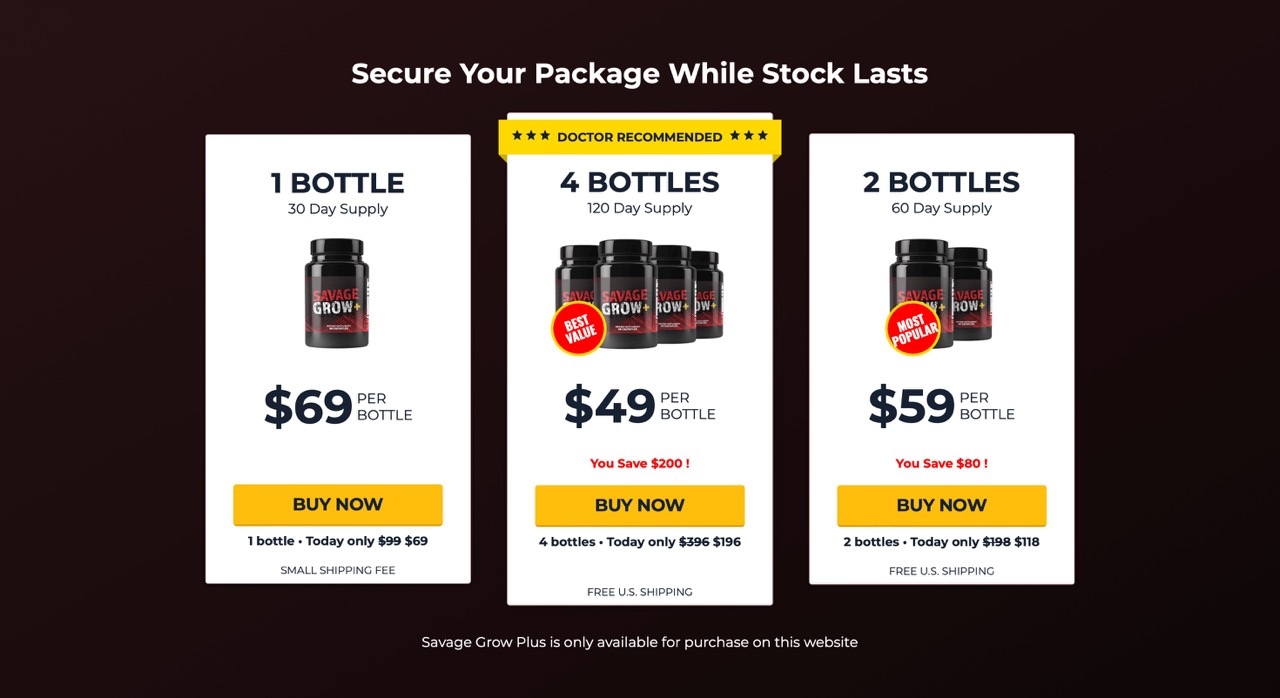 Secure Your Package While Stock Lasts
1 BOTTLE
30 Day Supply
SAVAGE
GROW+
$69 PER
BOTTLE
BUY NOW
1 bottle • Today only $99 $69
SMALL SHIPPING FEE
★ ★ ★ DOCTOR RECOMMENDED ★ ★ ★
4 BOTTLES
120 Day Supply
SAVAGE
GROW+
BEST
VALUE
$49 PER
BOTTLE
You Save $200 !
BUY NOW
4 bottles • Today only $396 $196
FREE U.S. SHIPPING
2 BOTTLES
60 Day Supply
SAVAGE
GROW+
MOST
POPULAR
$59 PER
BOTTLE
You Save $80 !
BUY NOW
2 bottles • Today only $198 $118
FREE U.S. SHIPPING
Savage Grow Plus is only available for purchase on this website